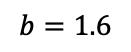 b = 1.6